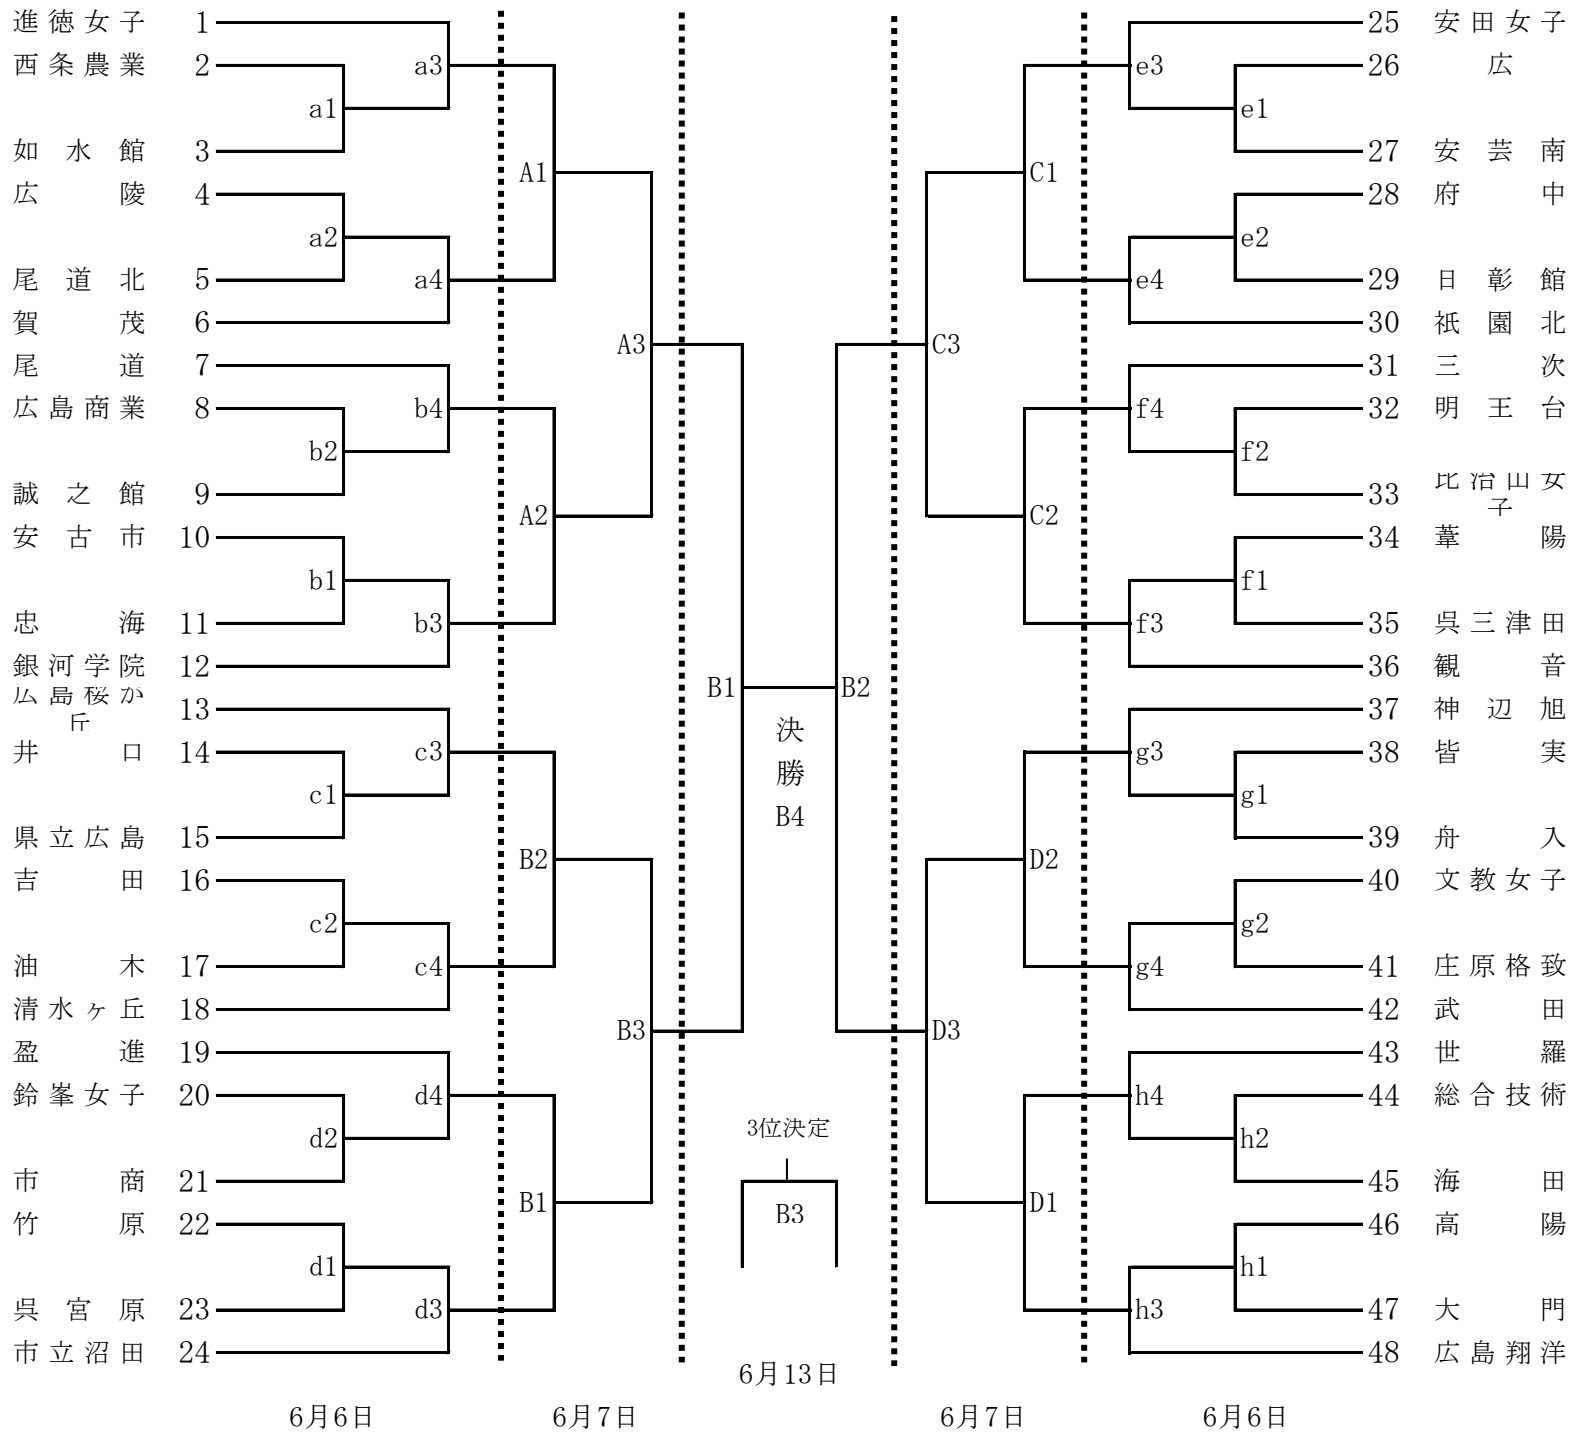 進徳女子 1 25 安田女子
西条農業 2 a3 e3 26 広
a1 e1
如水館 3 27 安芸南
A1 C1
広陵 4 28 府中
a2 e2
尾道北 5 a4 e4 29 日彰館
賀茂 6 30 祇園北
A3 C3
尾道 7 31 三次
広島商業 8 b4 f4 32 明王台
b2 f2
誠之館 9 33 比治山女子
A2 C2
安古市 10 34 葦陽
b1 f1
忠海 11 b3 f3 35 呉三津田
銀河学院 12 36 観音
B1 B2
広島桜が丘 13 37 神辺旭
決
井口 14 c3 g3 38 皆実
勝
c1 g1
B4
県立広島 15 39 舟入
B2 D2
吉田 16 40 文教女子
c2 g2
油木 17 c4 g4 41 庄原格致
清水ヶ丘 18 42 武田
B3 D3
盈進 19 43 世羅
鈴峯女子 20 d4 h4 44 総合技術
3位決定
d2 h2
市商 21 45 海田
B1 B3 D1
竹原 22 46 高陽
d1 h1
呉宮原 23 d3 h3 47 大門
市立沼田 24 48 広島翔洋
6月13日
6月6日 6月7日 6月7日 6月6日